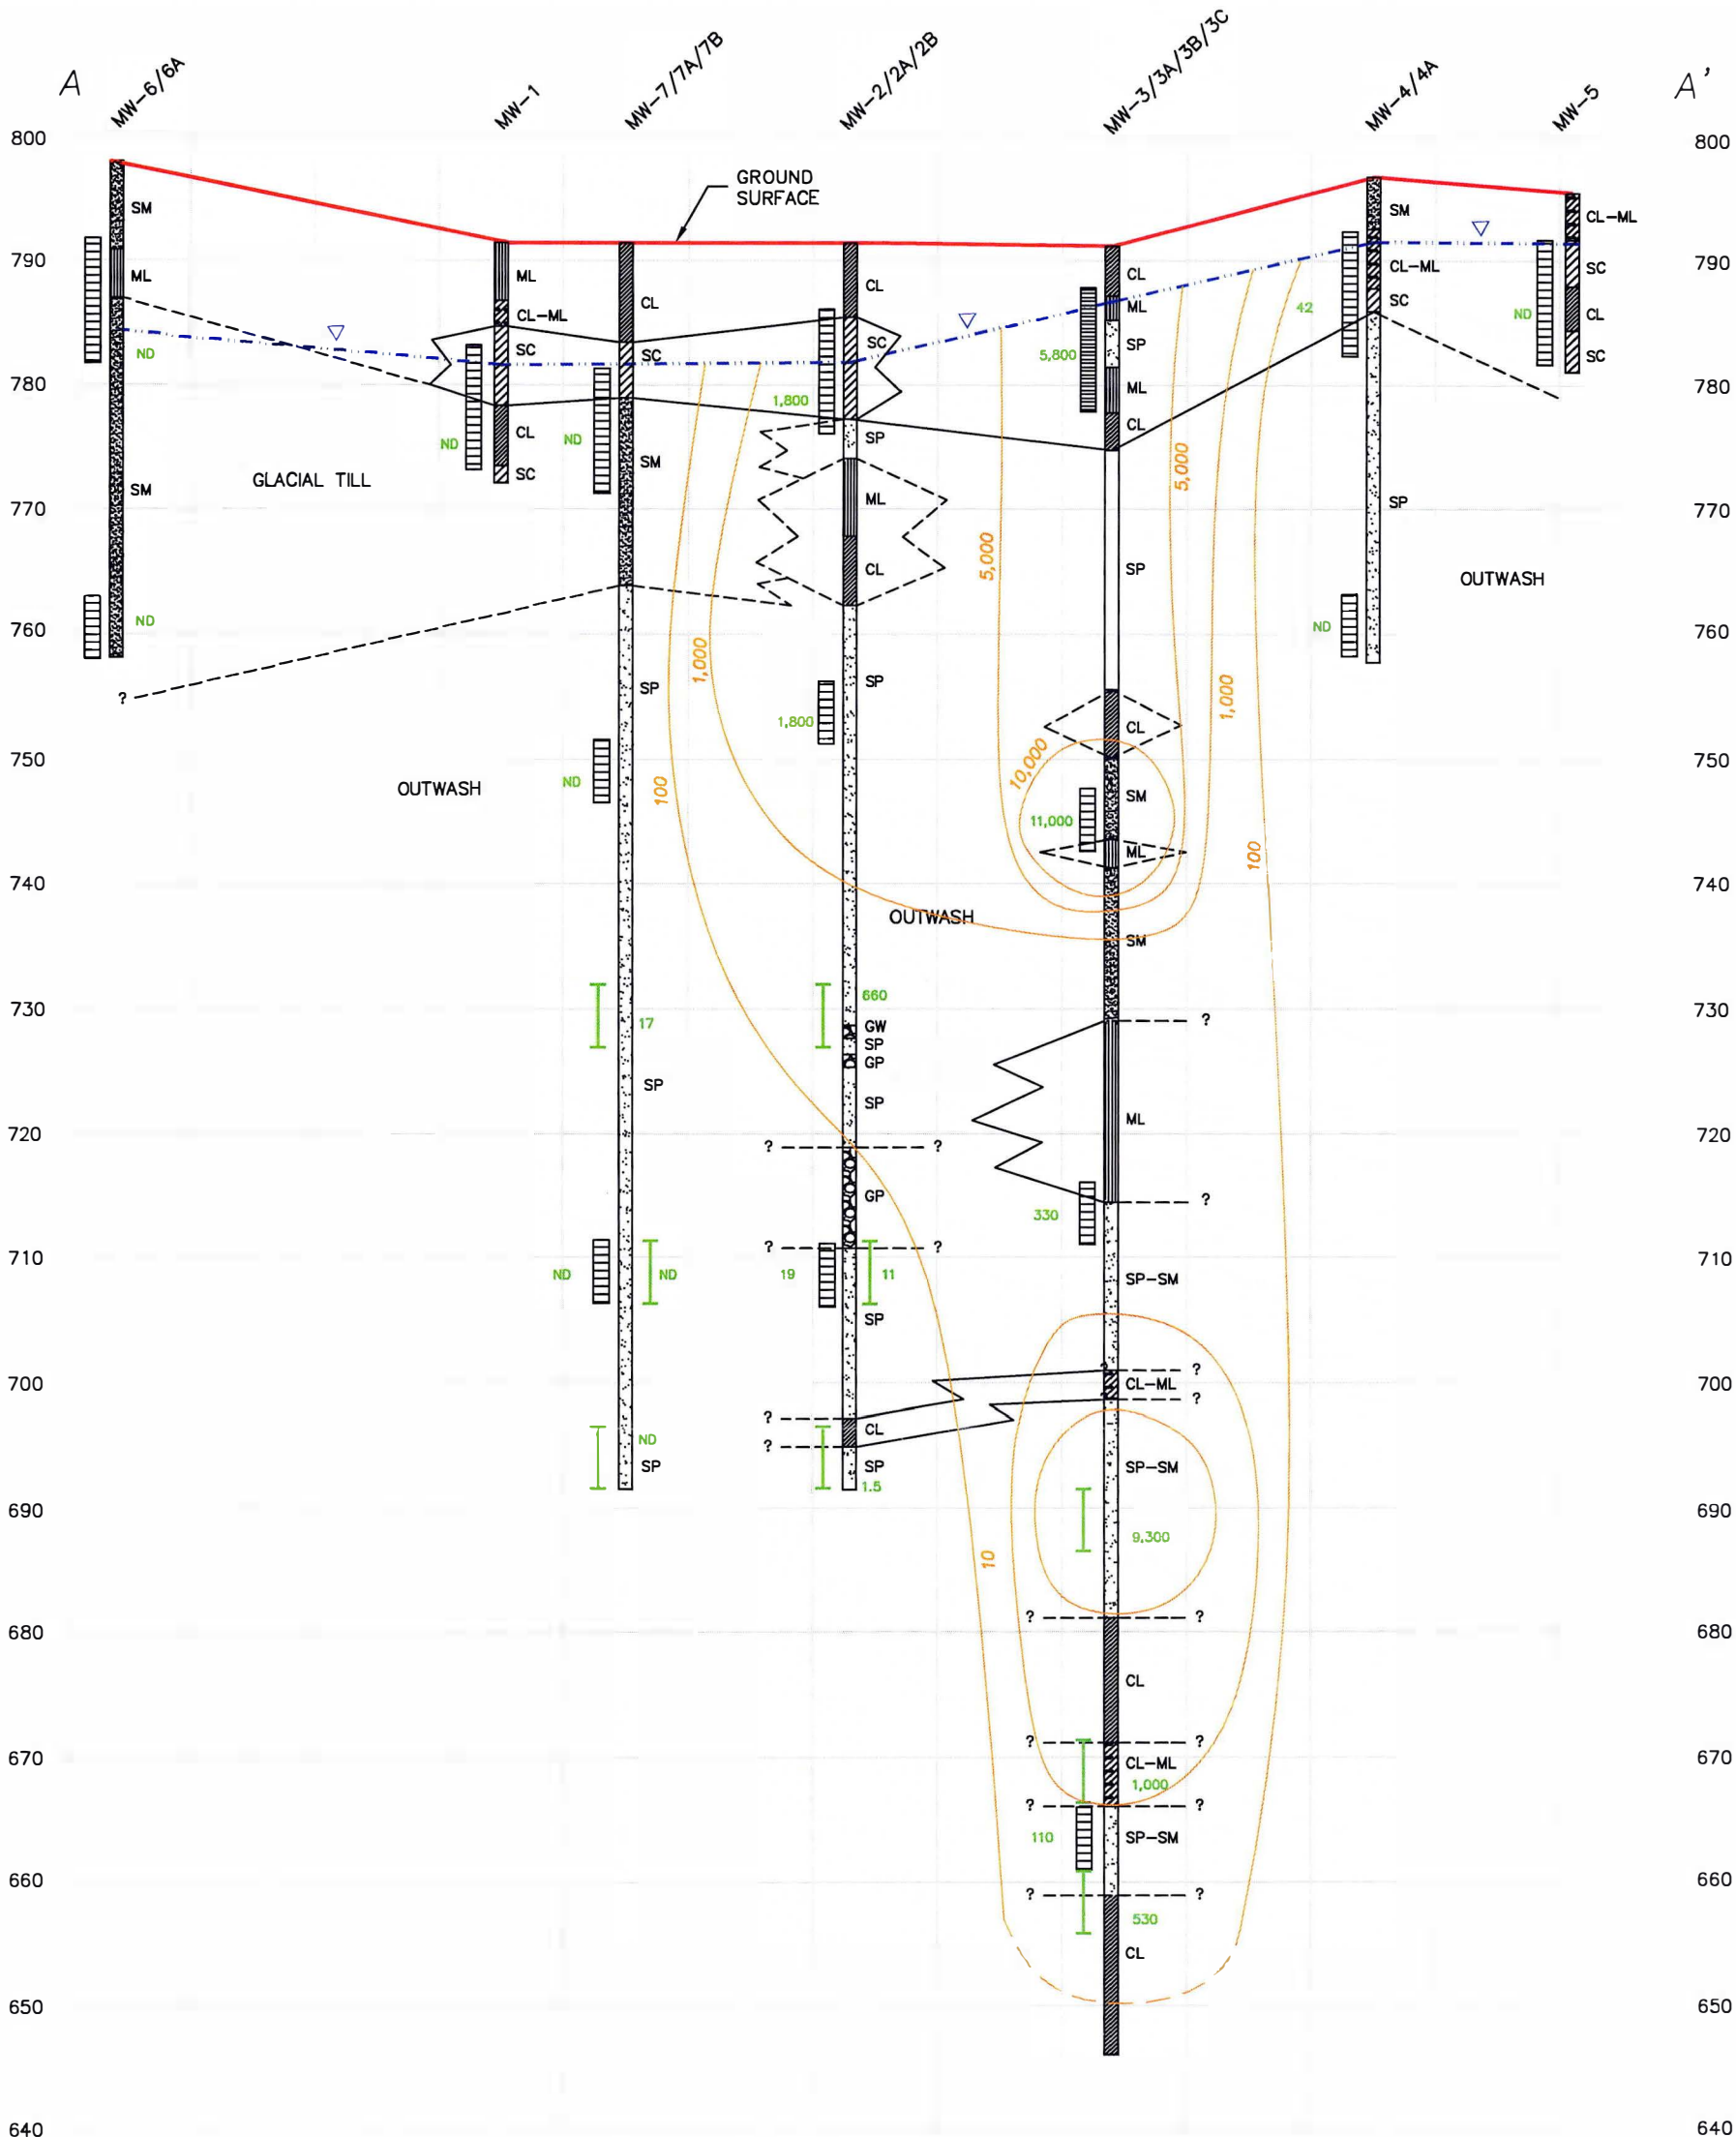 A
MW-6/6A
MW-1
MW-7/7A/7B
MW-2/2A/2B
MW-3/3A/3B/3C
MW-4/4A
MW-5
A'
800
800
GROUND
SURFACE
SM
SM
CL-ML
790
790
ML
ML
CL
CL
CL
ML
CL-ML
SC
CL-ML
SC
SC
SC
5,800
SP
42
SC
ND
CL
ND
SC
780
780
1,800
ML
ND
CL
ND
SP
CL
SM
SC
GLACIAL TILL
SM
5,000
770
770
ML
SP
5,000
CL
SP
OUTWASH
760
760
ND
ND
1,000
?
SP
SP
1,000
1,800
CL
750
750
OUTWASH
ND
100
10,000
SM
11,000
ML
100
740
740
OUTWASH
SM
730
730
17
660
GW
SP
GP
?
SP
SP
ML
720
720
?
?
GP
?
330
710
710
?
?
ND
ND
19
11
SP
SP-SM
700
700
?
?
CL-ML
?
?
CL
?
ND
SP
SP
1.5
SP-SM
690
690
9,300
10
680
680
?
?
CL
670
670
?
?
CL-ML
1,000
?
?
110
SP-SM
660
660
?
?
530
CL
650
650
640
640